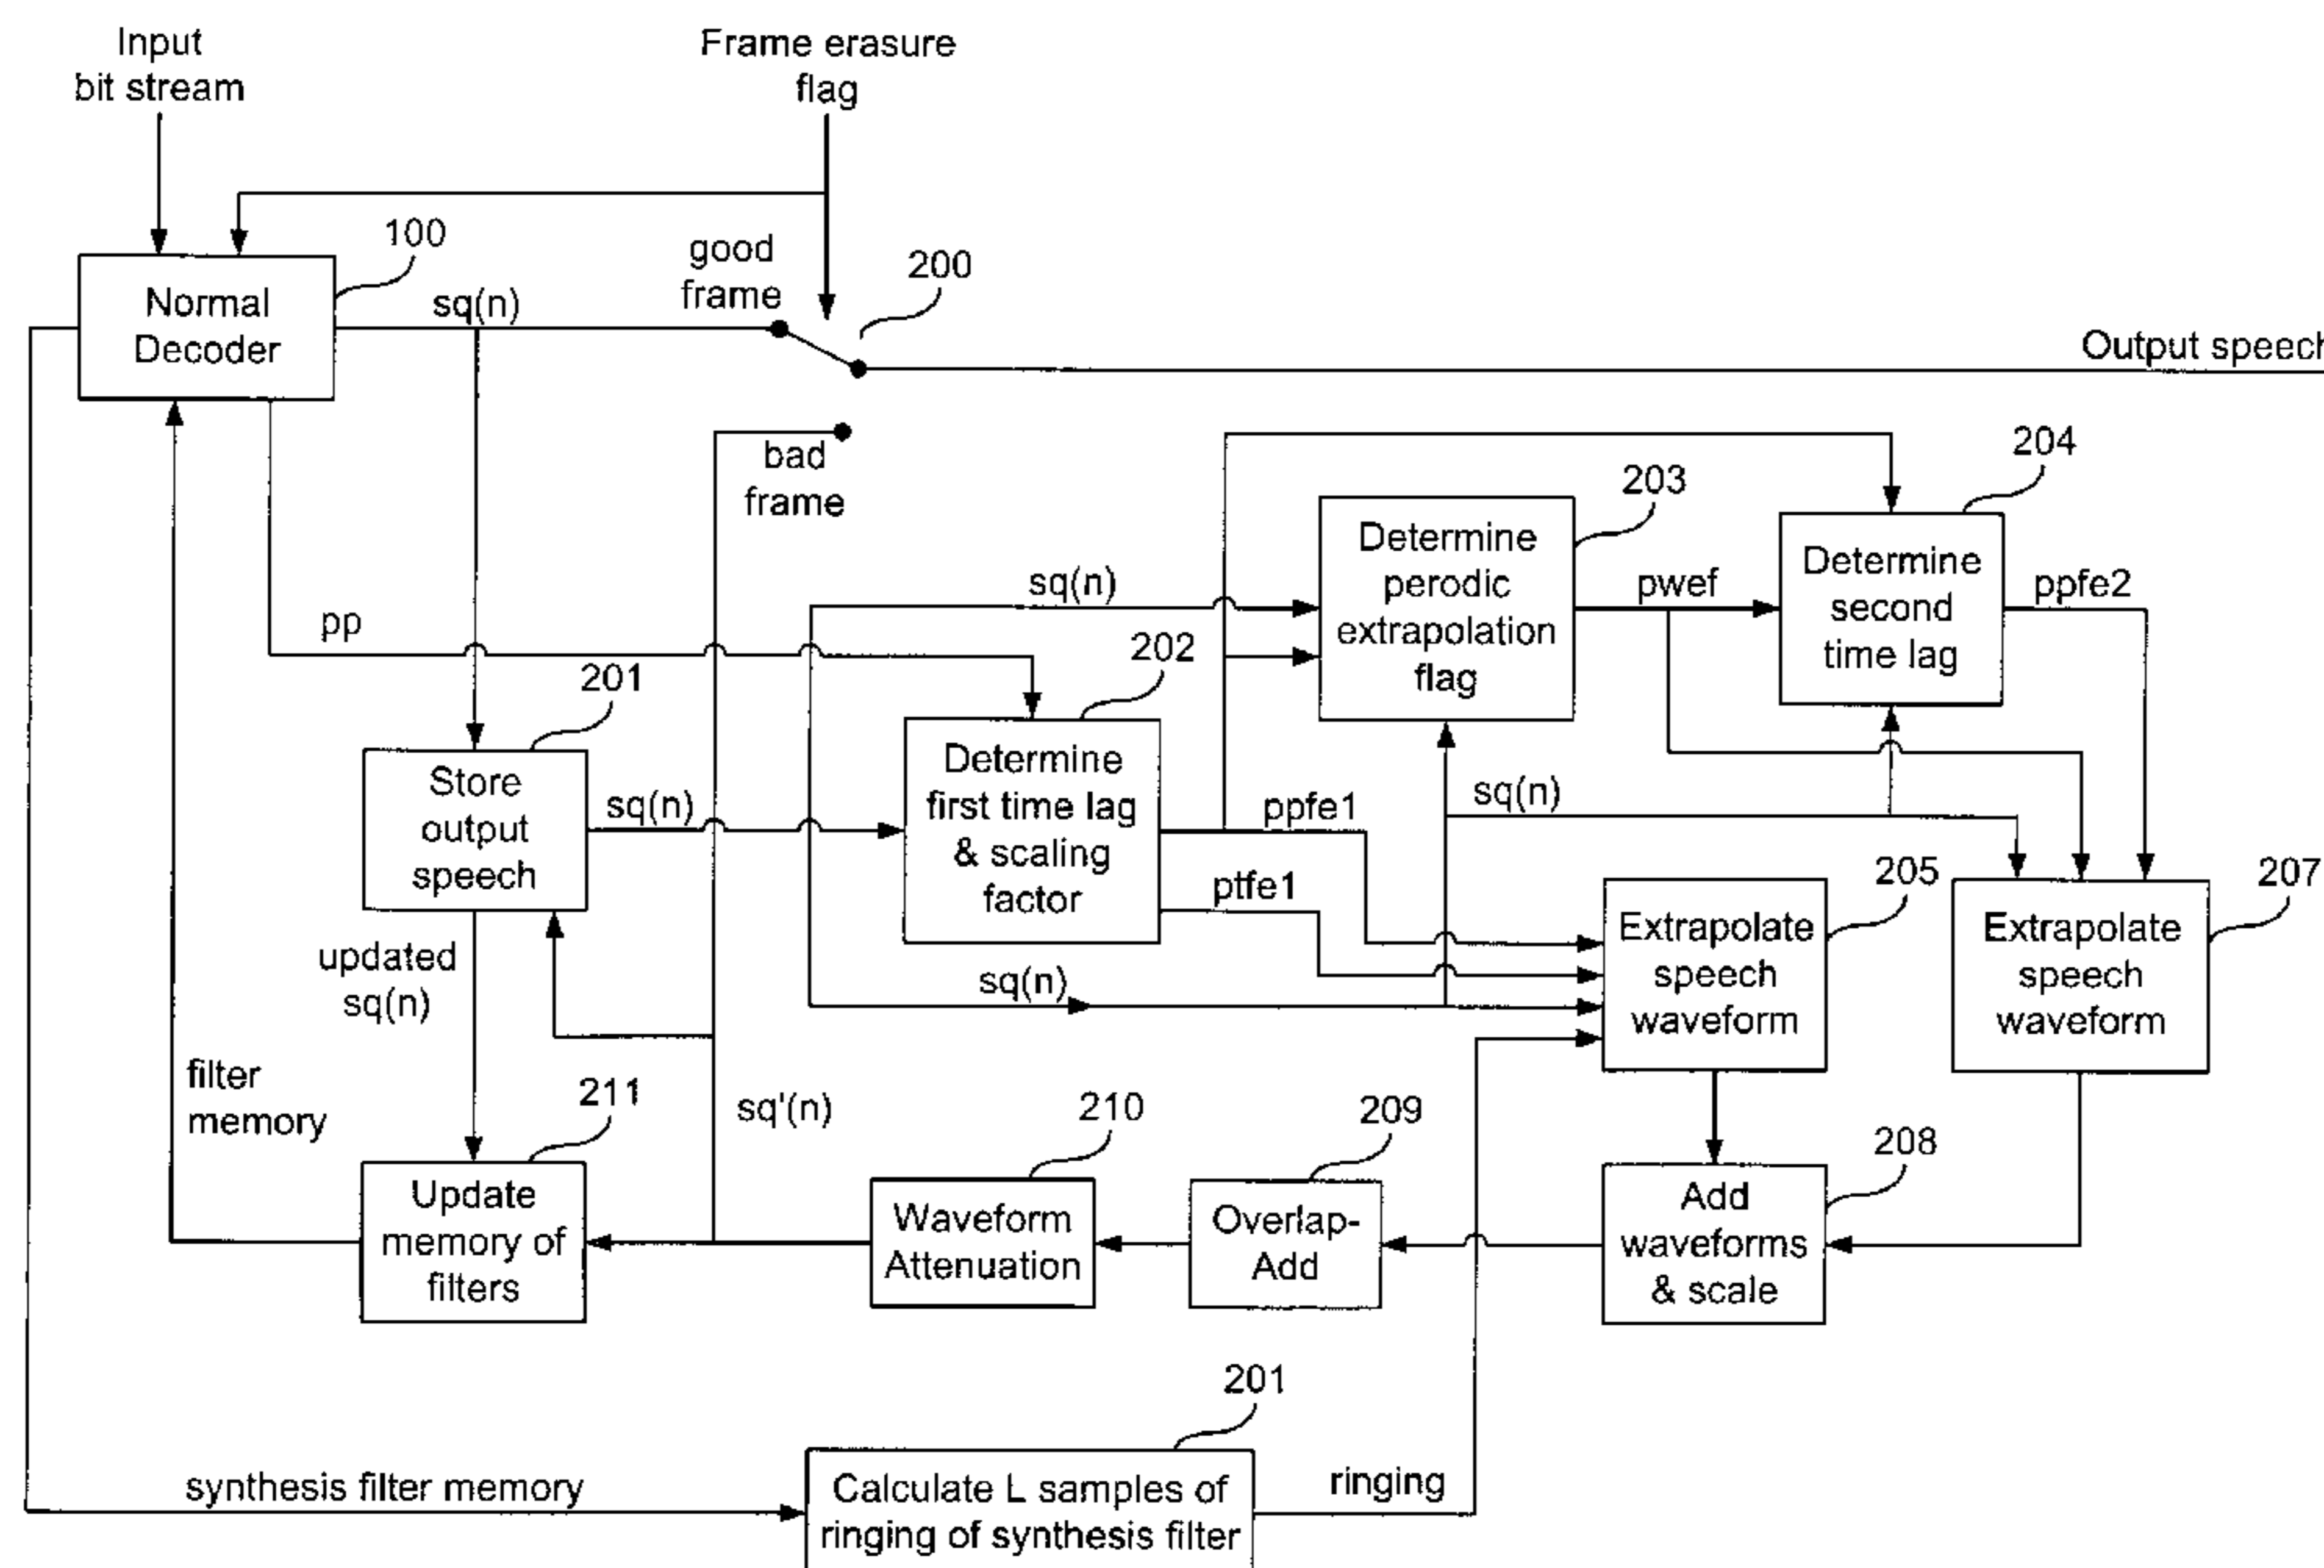 Input
bit stream
Frame erasure
flag
100
good
frame
200
Normal
Decoder
sq(n)
Output speech
bad
frame
204
203
Determine
perodic
extrapolation
flag
pwef
Determine
second
time lag
ppfe2
sq(n)
pp
202
201
Store
output
speech
sq(n)
Determine
first time lag
& scaling
factor
ppfe1
ptfe1
sq(n)
205
207
Extrapolate
speech
waveform
Extrapolate
speech
waveform
updated
sq(n)
sq(n)
filter
memory
211
sq'(n)
210
209
208
Update
memory of
filters
Waveform
Attenuation
Overlap-
Add
Add
waveforms
& scale
201
synthesis filter memory
Calculate L samples of
ringing of synthesis filter
ringing